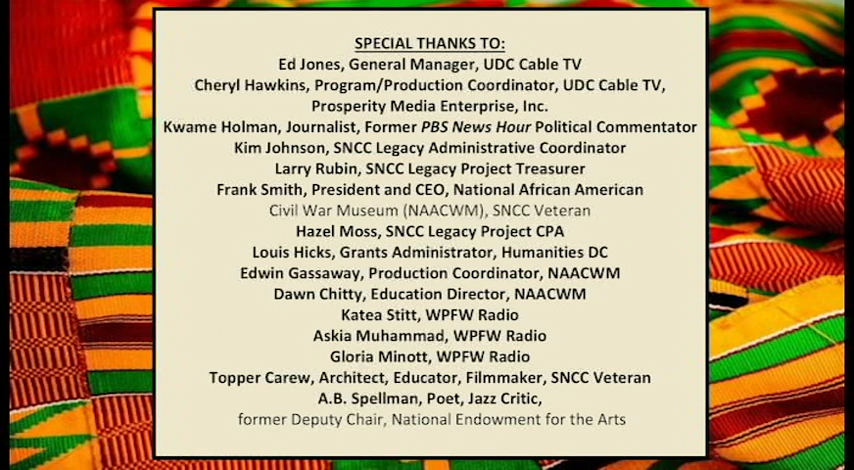 SPECIAL THANKS TO:
Ed Jones, General Manager, UDC Cable TV
Cheryl Hawkins, Program/Production Coordinator, UDC Cable TV,
Prosperity Media Enterprise, Inc.
Kwame Holman, Journalist, Former PBS News Hour Political Commentator
Kim Johnson, SNCC Legacy Administrative Coordinator
Larry Rubin, SNCC Legacy Project Treasurer
Frank Smith, President and CEO, National African American
Civil War Museum (NAACWM), SNCC Veteran
Hazel Moss, SNCC Legacy Project CPA
Louis Hicks, Grants Administrator, Humanities DC
Edwin Gassaway, Production Coordinator, NAACWM
Dawn Chitty, Education Director, NAACWM
Katea Stitt, WPFW Radio
Askia Muhammad, WPFW Radio
Gloria Minott, WPFW Radio
Topper Carew, Architect, Educator, Filmmaker, SNCC Veteran
A.B. Spellman, Poet, Jazz Critic,
former Deputy Chair, National Endowment for the Arts